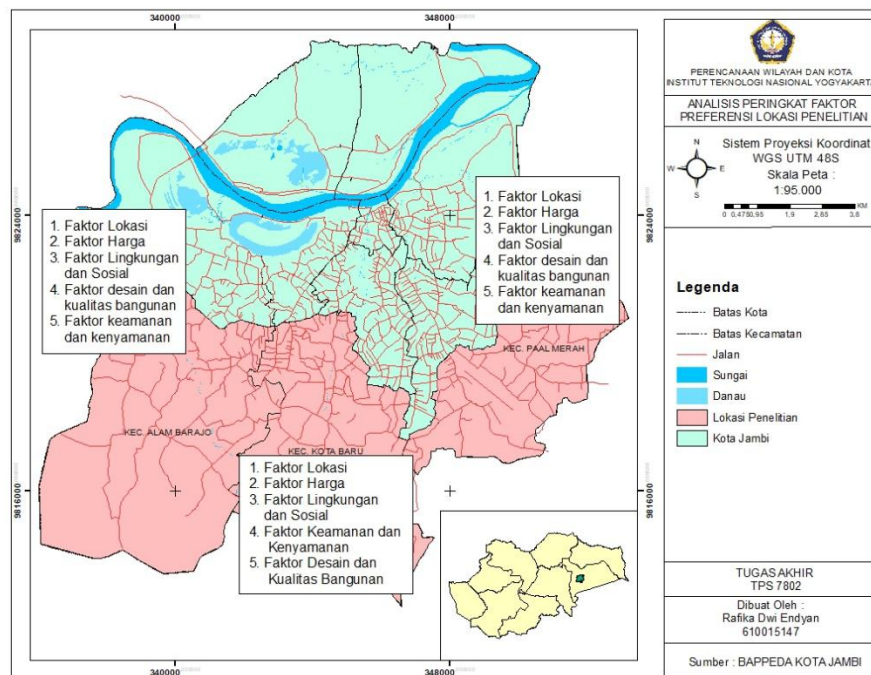 340000
348000
9824000
9816000
9824000
9816000
340000
348000
1. Faktor Lokasi
2. Faktor Harga
3. Faktor Lingkungan
dan Sosial
4. Faktor desain dan
kualitas bangunan
5. Faktor keamanan
dan kenyamanan
1. Faktor Lokasi
2. Faktor Harga
3. Faktor Lingkungan
dan Sosial
4. Faktor desain dan
kualitas bangunan
5. Faktor keamanan
dan kenyamanan
KEC. PAAL MERAH
KEC. ALAM BARAJO
KEC. KOTA BARU
1. Faktor Lokasi
2. Faktor Harga
3. Faktor Lingkungan
dan Sosial
4. Faktor Keamanan dan
Kenyamanan
5. Faktor Desain dan
Kualitas Bangunan
PERENCANAAN WILAYAH DAN KOTA
INSTITUT TEKNOLOGI NASIONAL YOGYAKARTA
ANALISIS PERINGKAT FAKTOR
PREFERENSI LOKASI PENELITIAN
N
W E
S
Sistem Proyeksi Koordinat
WGS UTM 48S
Skala Peta :
1:95.000
KM
0 0,475 0,95 1,9 2,85 3,8
Legenda
Batas Kota
Batas Kecamatan
Jalan
Sungai
Danau
Lokasi Penelitian
Kota Jambi
TUGAS AKHIR
TPS 7802
Dibuat Oleh :
Rafika Dwi Endyan
610015147
Sumber : BAPPEDA KOTA JAMBI